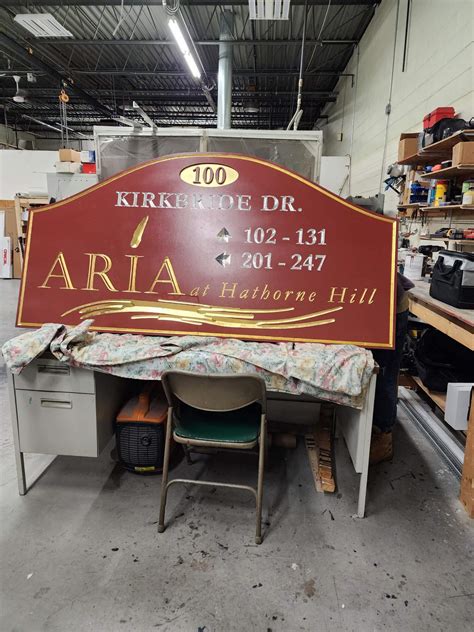 100
KIRKBRIDE DR.
102 - 131
201 - 247
ARIA at Hathorne Hill